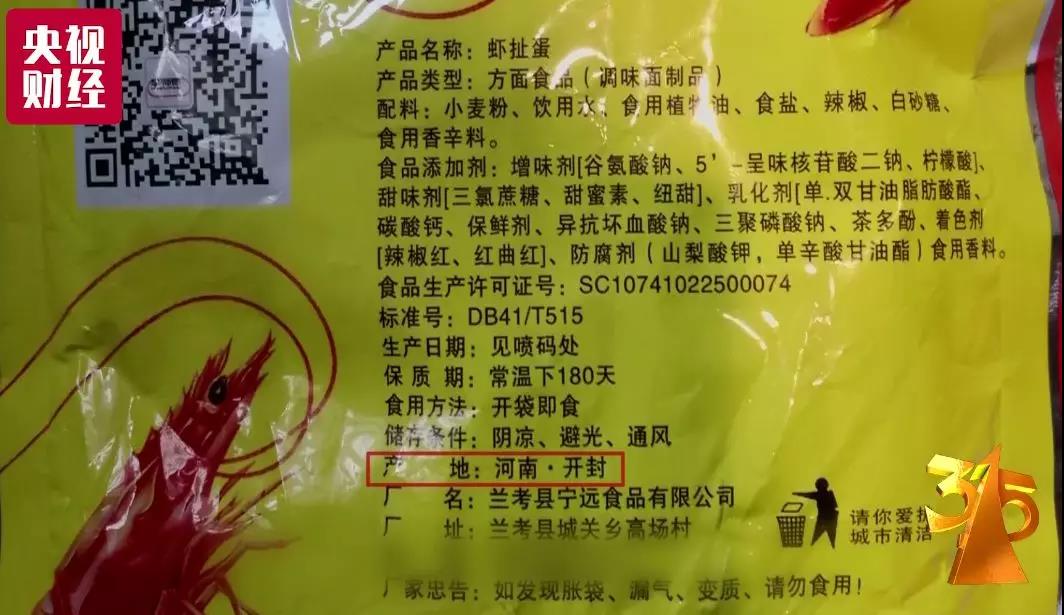 央视
财经
产品名称：虾扯蛋
产品类型：方面食品（调味面制品）
配料：小麦粉、饮用水、食用植物油、食盐、辣椒、白砂糖、
食用香辛料。
食品添加剂：增味剂[谷氨酸钠、5’-呈味核苷酸二钠、柠檬酸]、
甜味剂[三氯蔗糖、甜蜜素、纽甜]、乳化剂[单.双甘油脂肪酸酯、
碳酸钙、保鲜剂、异抗坏血酸钠、三聚磷酸钠、茶多酚、着色剂
[辣椒红、红曲红]、防腐剂（山梨酸钾，单辛酸甘油酯）食用香料。
食品生产许可证号：SC10741022500074
标准号：DB41/T515
生产日期：见喷码处
保 质 期：常温下180天
食用方法：开袋即食
储存条件：阴凉、避光、通风
产 地：河南·开封
厂 名：兰考县宁远食品有限公司
厂 址：兰考县城关乡高场村
请你爱护
城市清洁
315
厂家忠告：如发现胀袋、漏气、变质、请勿食用！